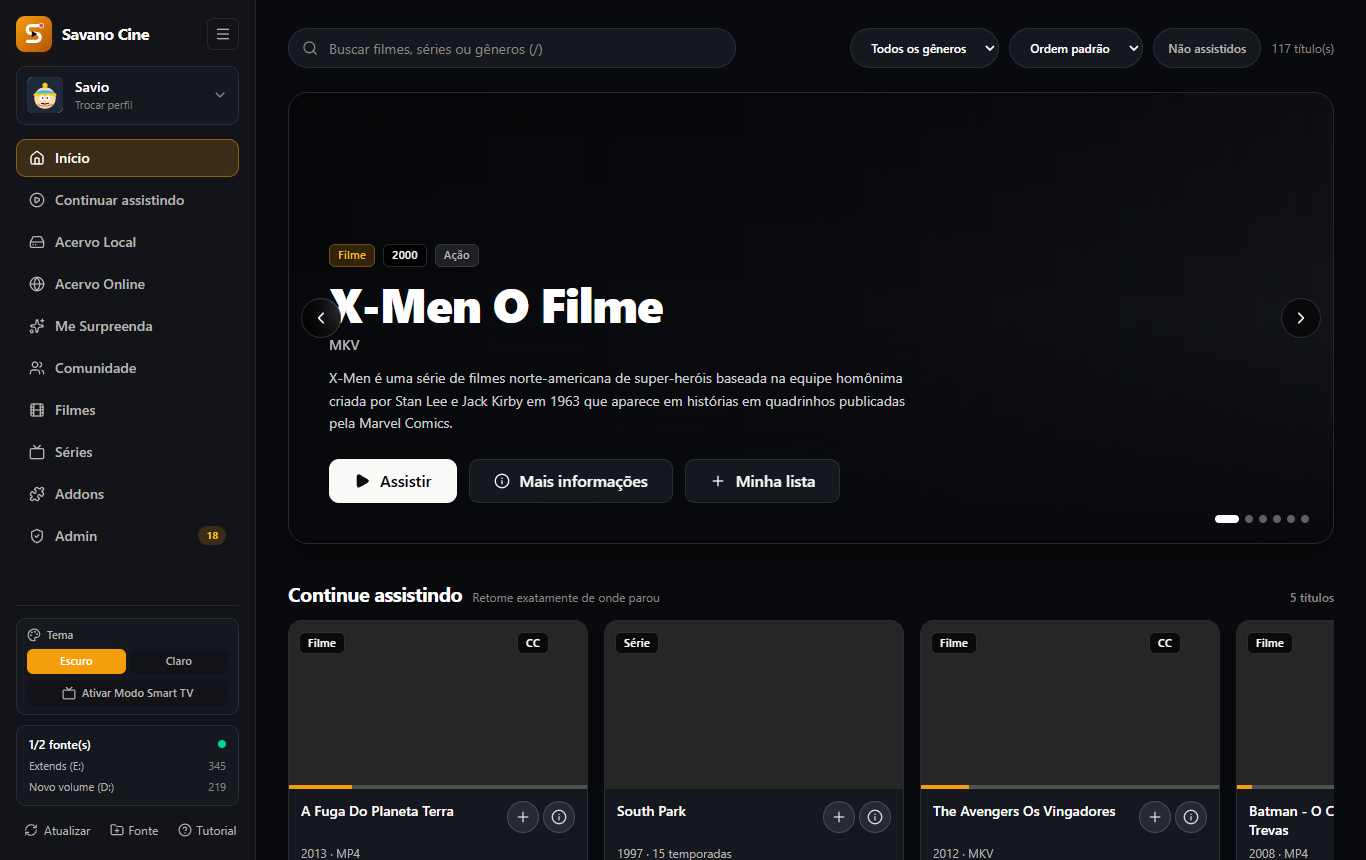 Savano Cine
Savio
Trocar perfil
Início
Continuar assistindo
Acervo Local
Acervo Online
Me Surpreenda
Comunidade
Filmes
Séries
Addons
Admin 18
Tema
Escuro Claro
Ativar Modo Smart TV
1/2 fonte(s)
Extends (E:) 345
Novo volume (D:) 219
Atualizar Fonte Tutorial
Buscar filmes, séries ou gêneros (/) Todos os gêneros Ordem padrão Não assistidos 117 título(s)
Filme 2000 Ação
X-Men O Filme
MKV
X-Men é uma série de filmes norte-americana de super-heróis baseada na equipe homônima
criada por Stan Lee e Jack Kirby em 1963 que aparece em histórias em quadrinhos publicadas
pela Marvel Comics.
Assistir Mais informações Minha lista
Continue assistindo Retome exatamente de onde parou 5 títulos
Filme CC Série Filme CC Filme
A Fuga Do Planeta Terra
2013 · MP4
South Park
1997 · 15 temporadas
The Avengers Os Vingadores
2012 · MKV
Batman - O C
Trevas
2008 · MP4